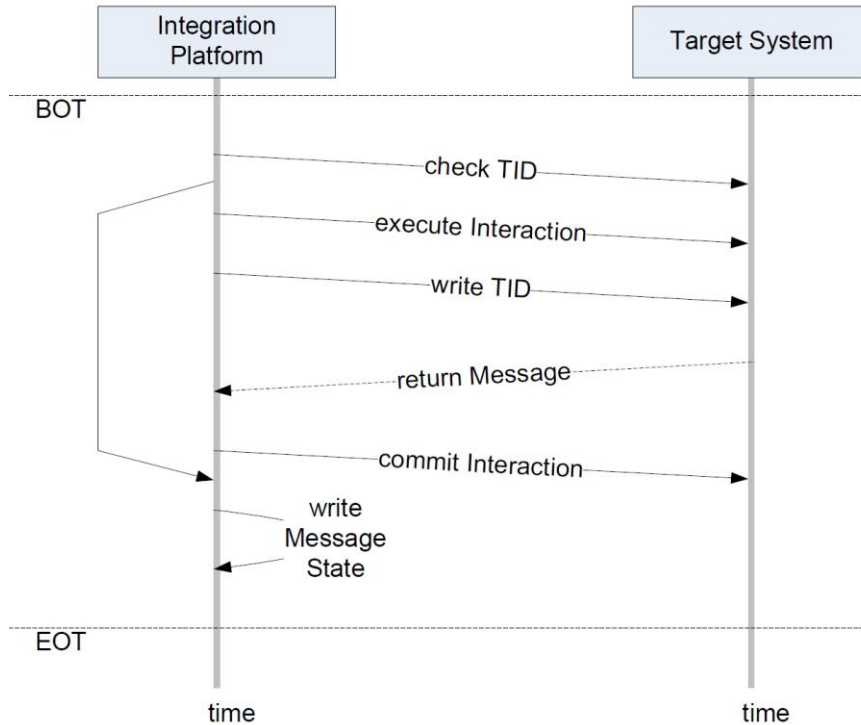 Integration
Platform
Target System
BOT
check TID
execute Interaction
write TID
return Message
commit Interaction
write
Message
State
EOT
time
time